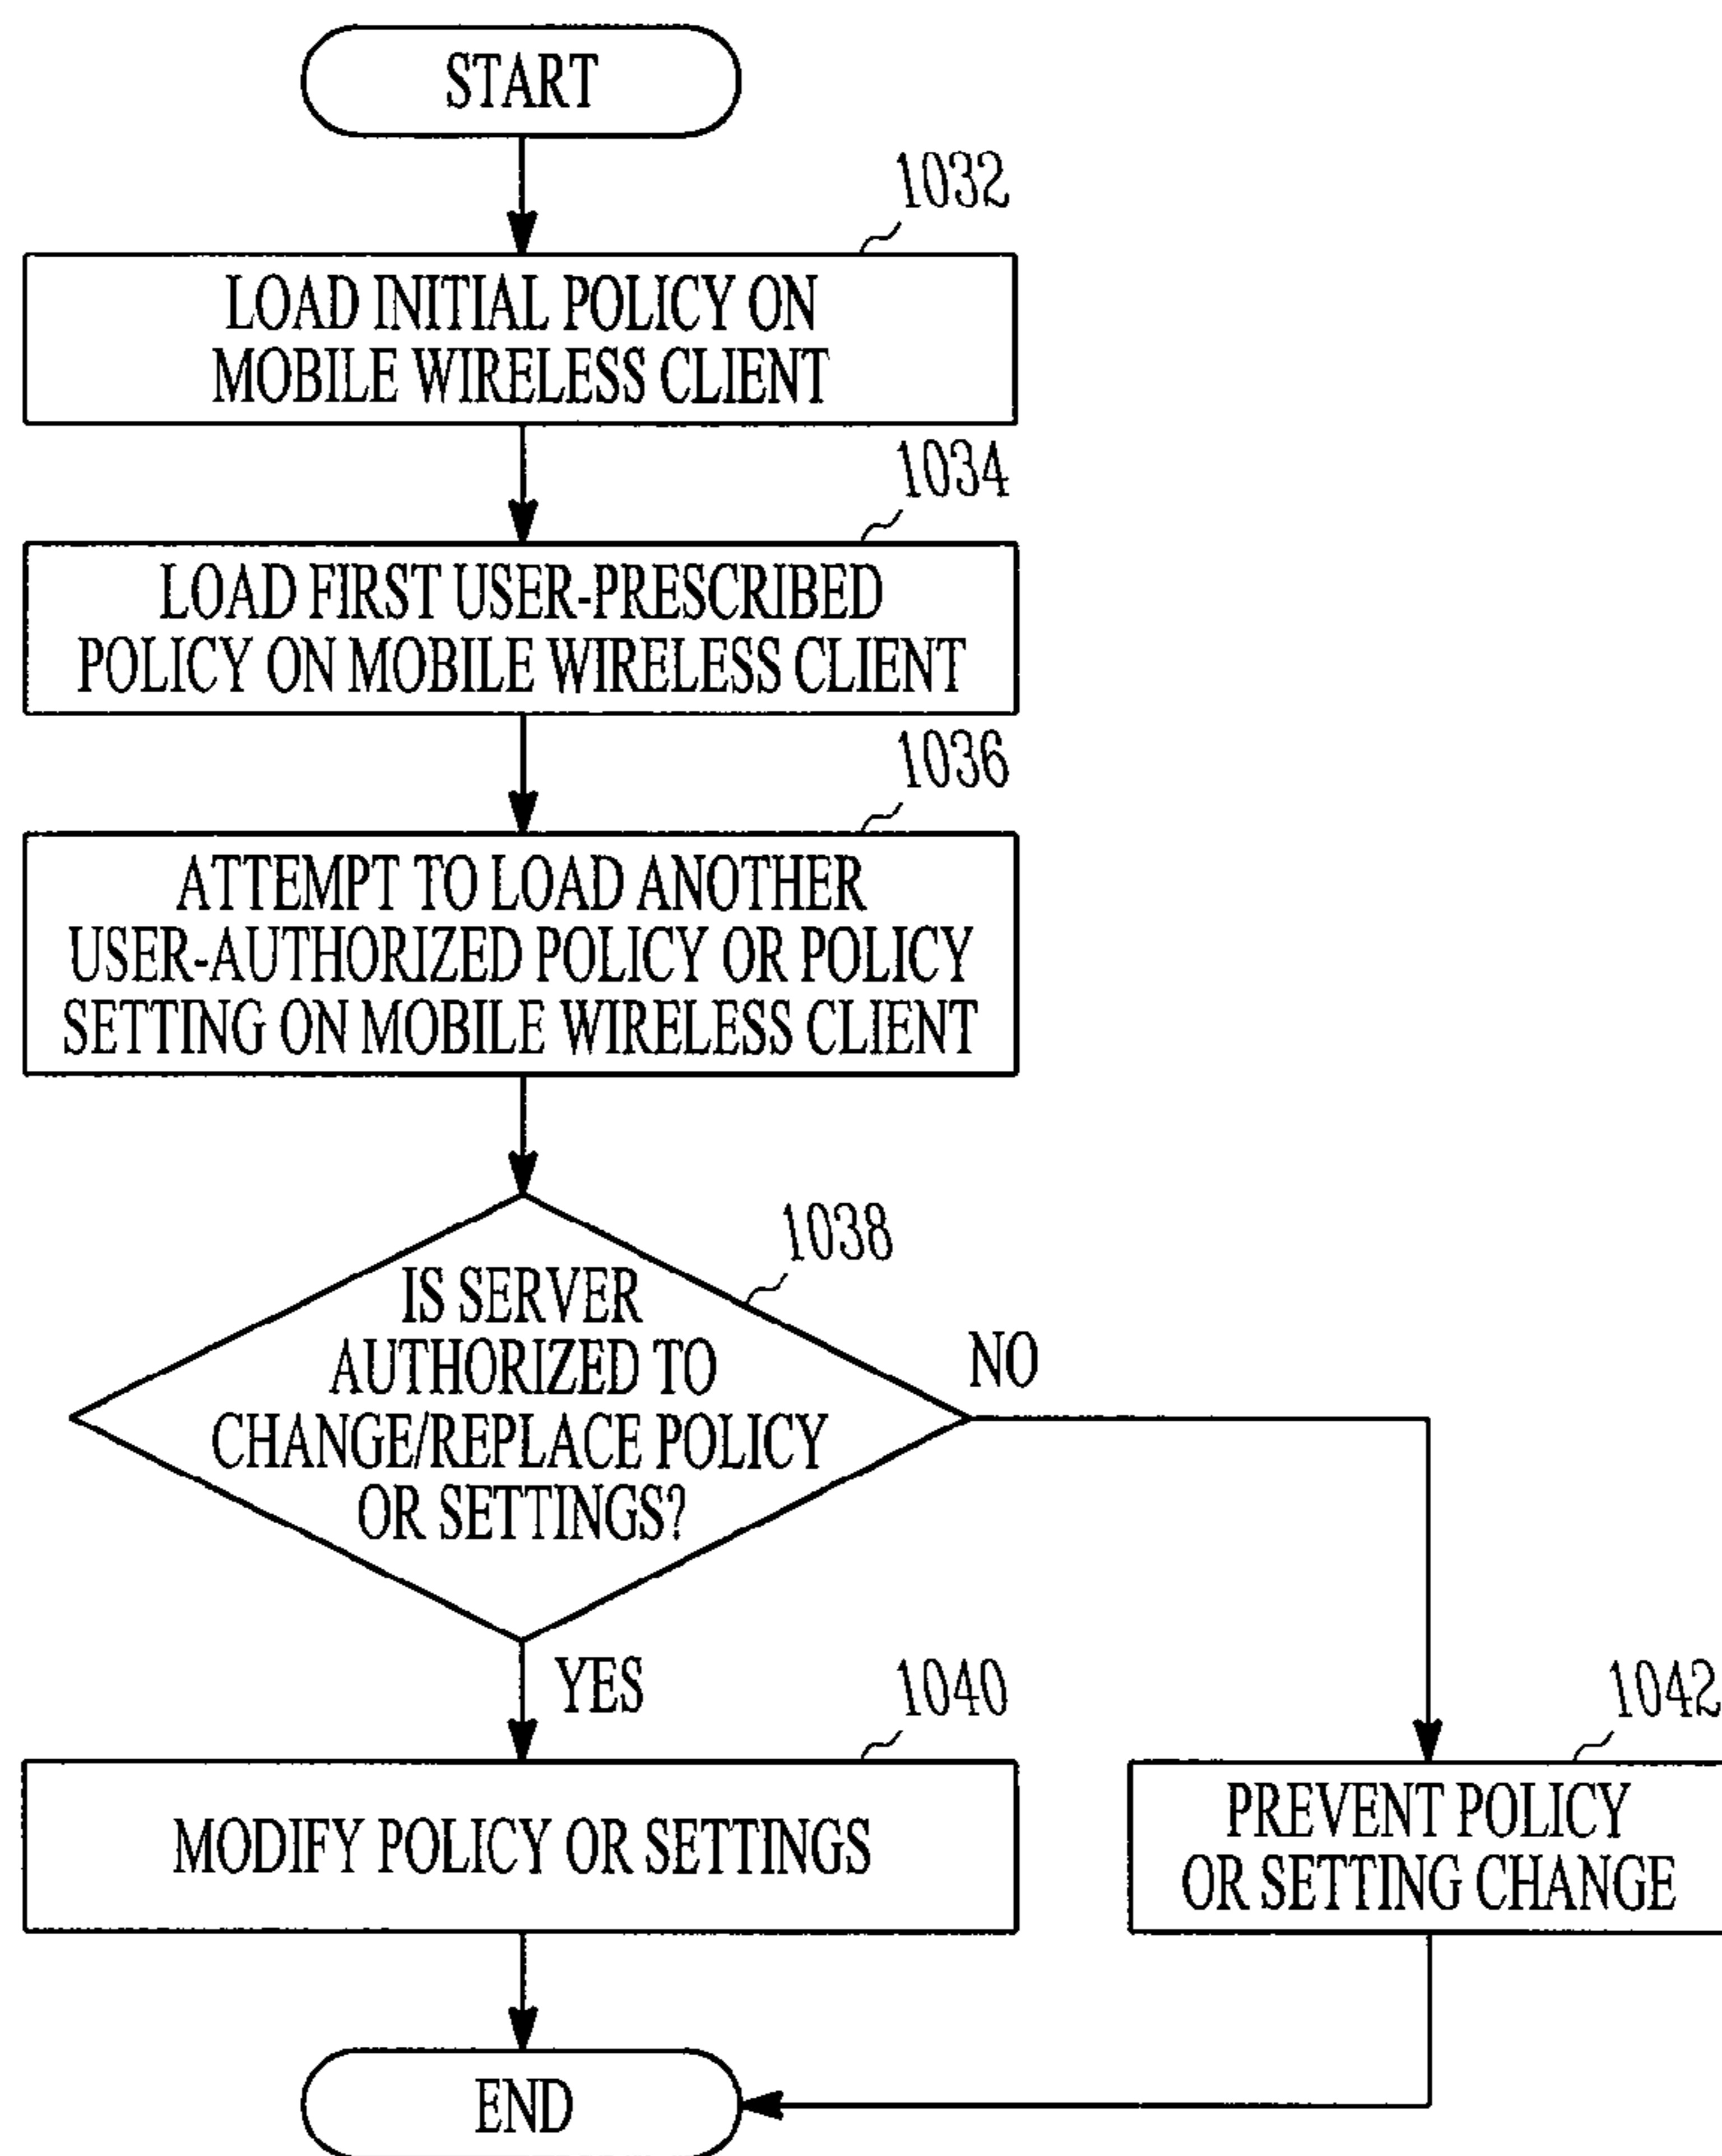 START
1032
LOAD INITIAL POLICY ON
MOBILE WIRELESS CLIENT
1034
LOAD FIRST USER-PRESCRIBED
POLICY ON MOBILE WIRELESS CLIENT
1036
ATTEMPT TO LOAD ANOTHER
USER-AUTHORIZED POLICY OR POLICY
SETTING ON MOBILE WIRELESS CLIENT
1038
IS SERVER
AUTHORIZED TO
CHANGE/REPLACE POLICY
OR SETTINGS?
NO
YES
1040
MODIFY POLICY OR SETTINGS
1042
PREVENT POLICY
OR SETTING CHANGE
END